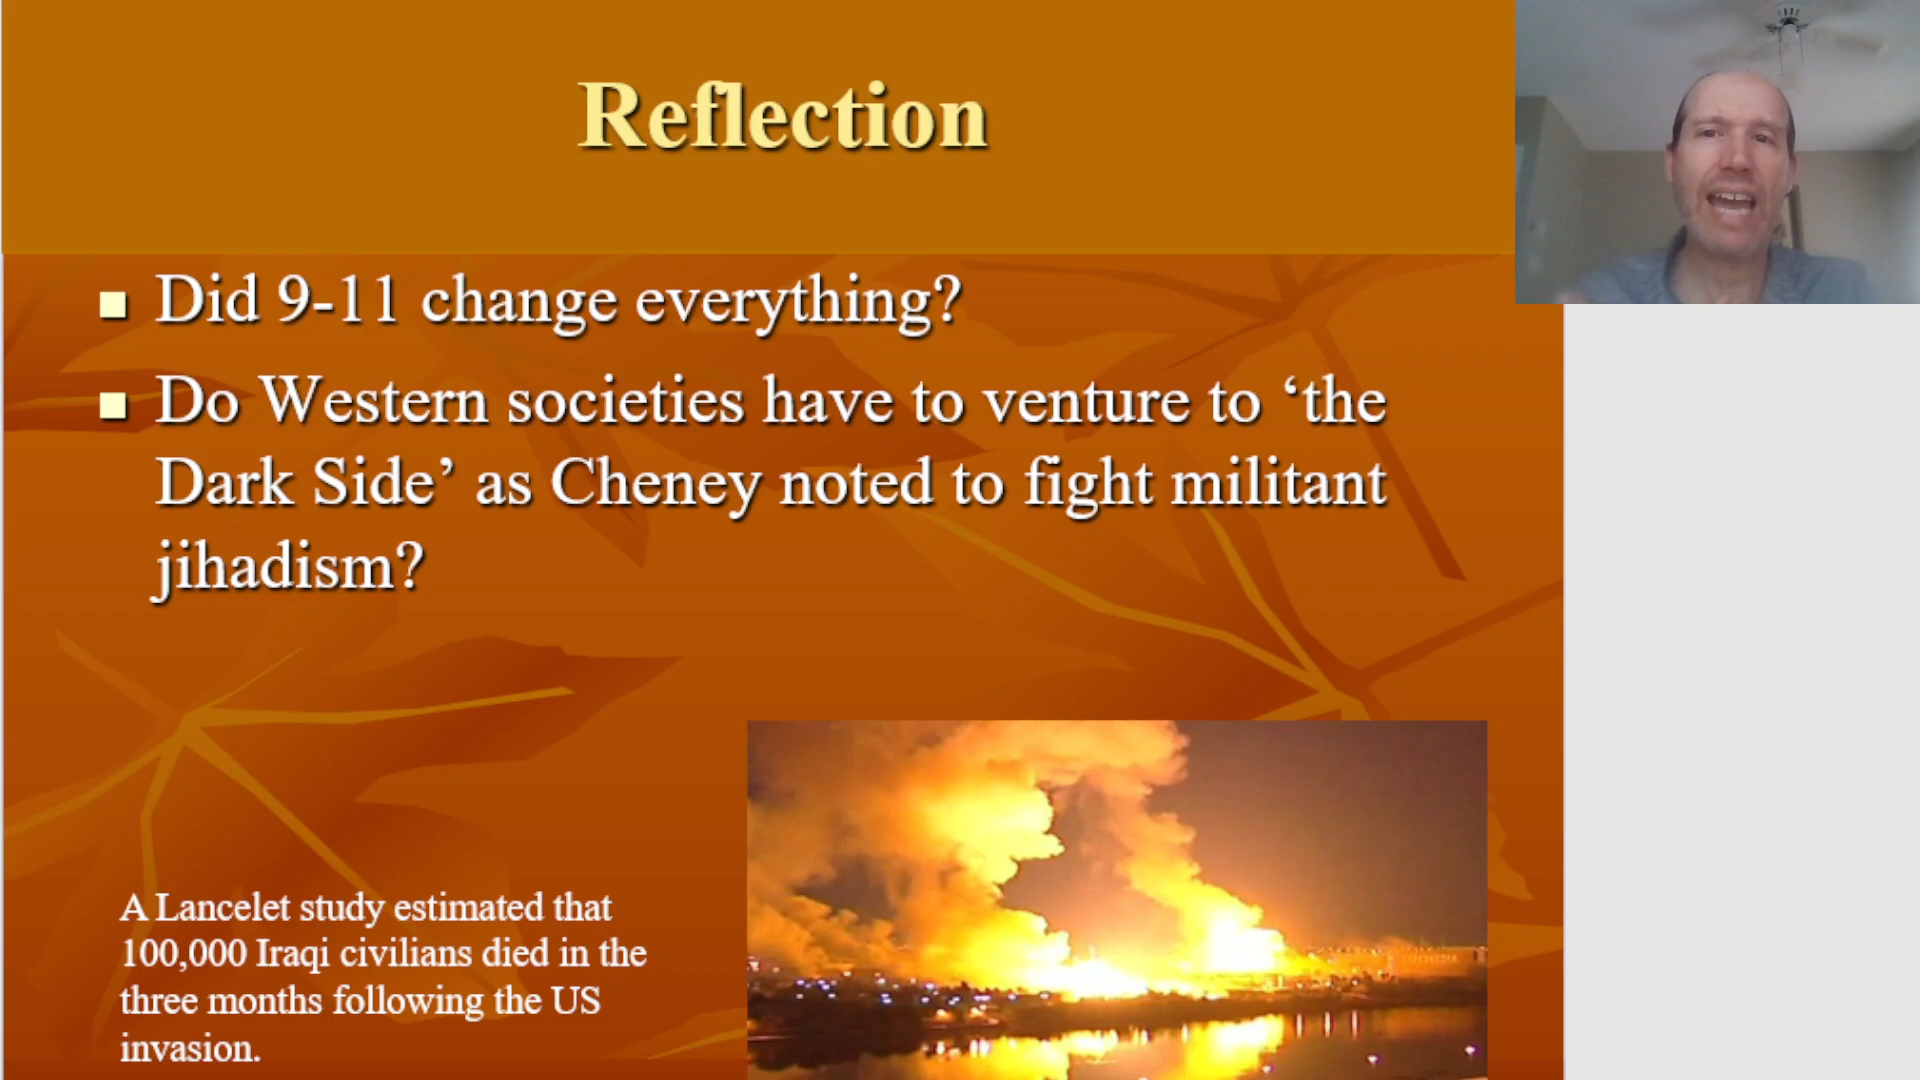 Reflection
Did 9-11 change everything?
Do Western societies have to venture to ‘the
Dark Side’ as Cheney noted to fight militant
jihadism?
A Lancelet study estimated that
100,000 Iraqi civilians died in the
three months following the US
invasion.